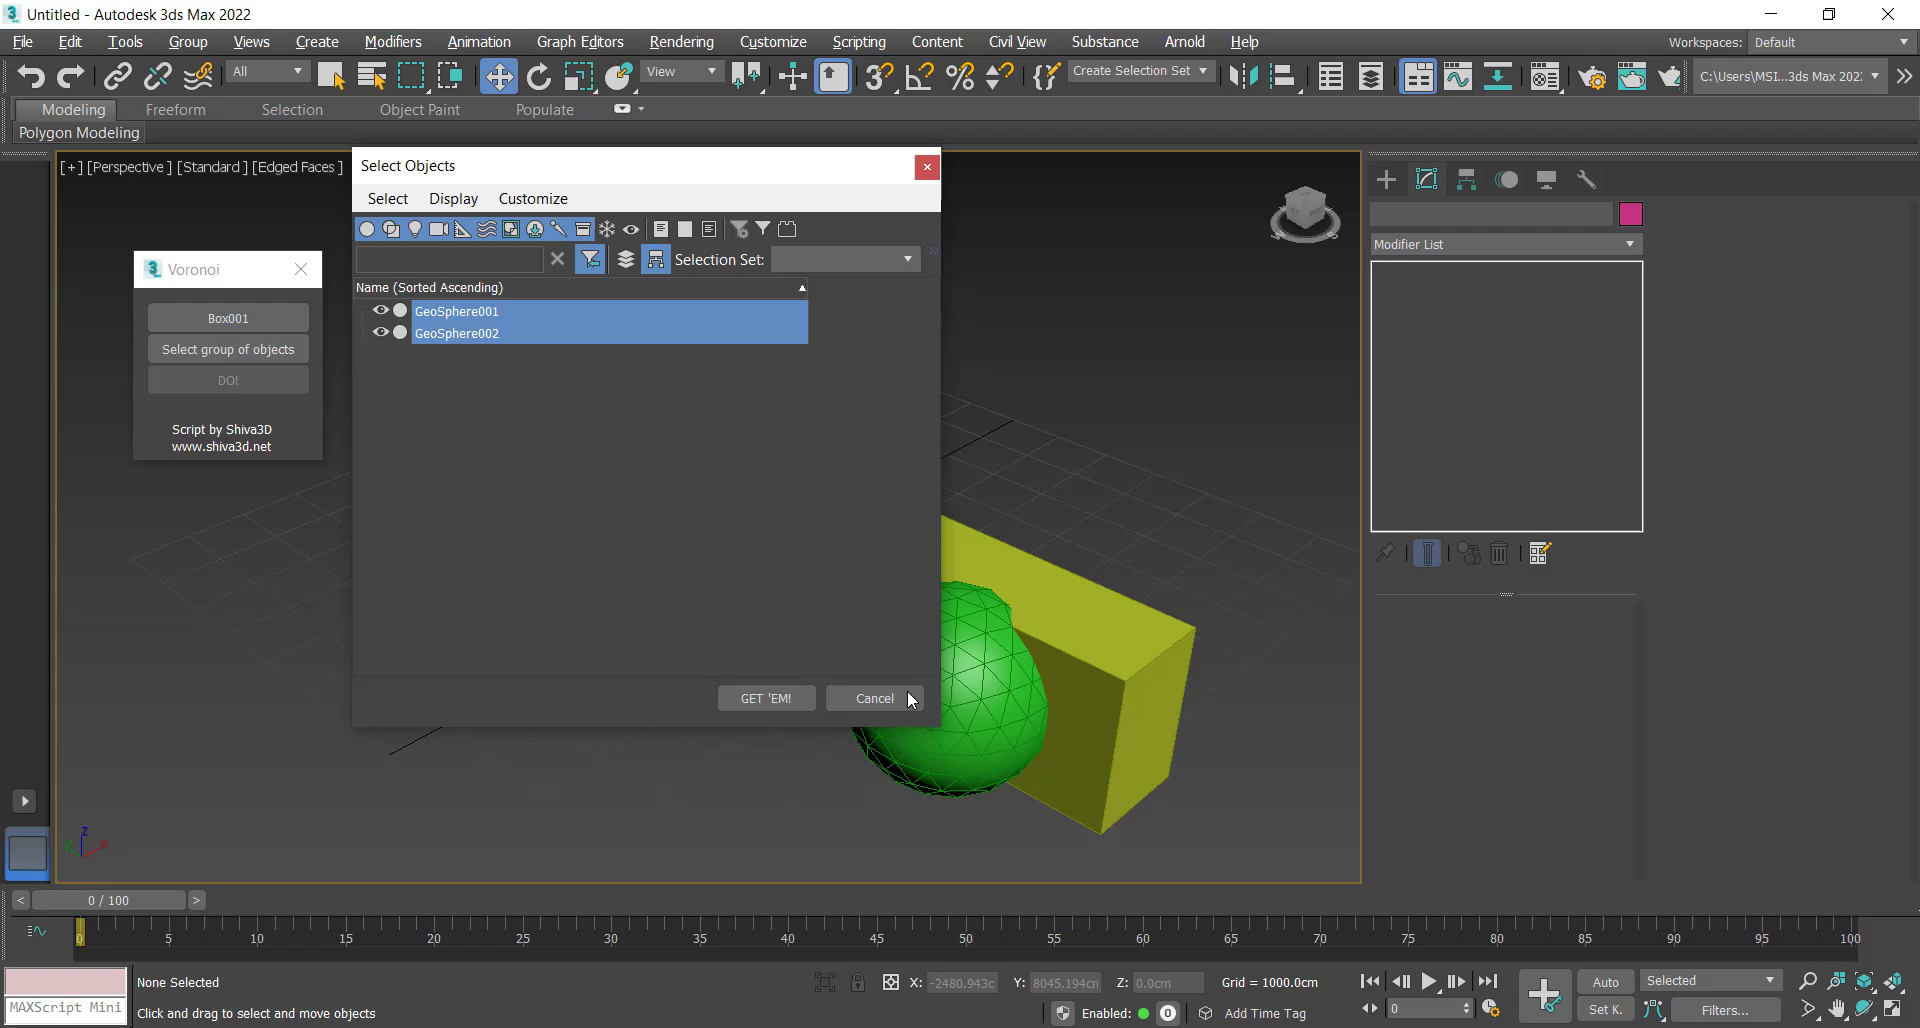 Untitled - Autodesk 3ds Max 2022
File Edit Tools Group Views Create Modifiers Animation Graph Editors Rendering Customize Scripting Content Civil View Substance Arnold Help Workspaces: Default
All View Create Selection Set C:\Users\MSI...3ds Max 202:
Modeling Freeform Selection Object Paint Populate
Polygon Modeling
[+] [Perspective ] [Standard ] [Edged Faces ]
Select Objects
Select Display Customize
Selection Set:
Name (Sorted Ascending)
GeoSphere001
GeoSphere002
GET 'EM! Cancel
Voronoi
Box001
Select group of objects
DO!
Script by Shiva3D
www.shiva3d.net
Modifier List
z
x
0 / 100
0 5 10 15 20 25 30 35 40 45 50 55 60 65 70 75 80 85 90 95 100
None Selected X: -2480.943c Y: 8045.194cn Z: 0.0cm Grid = 1000.0cm Auto Selected
MAXScript Mini Click and drag to select and move objects Enabled: 0 Add Time Tag 0 Set K. Filters...